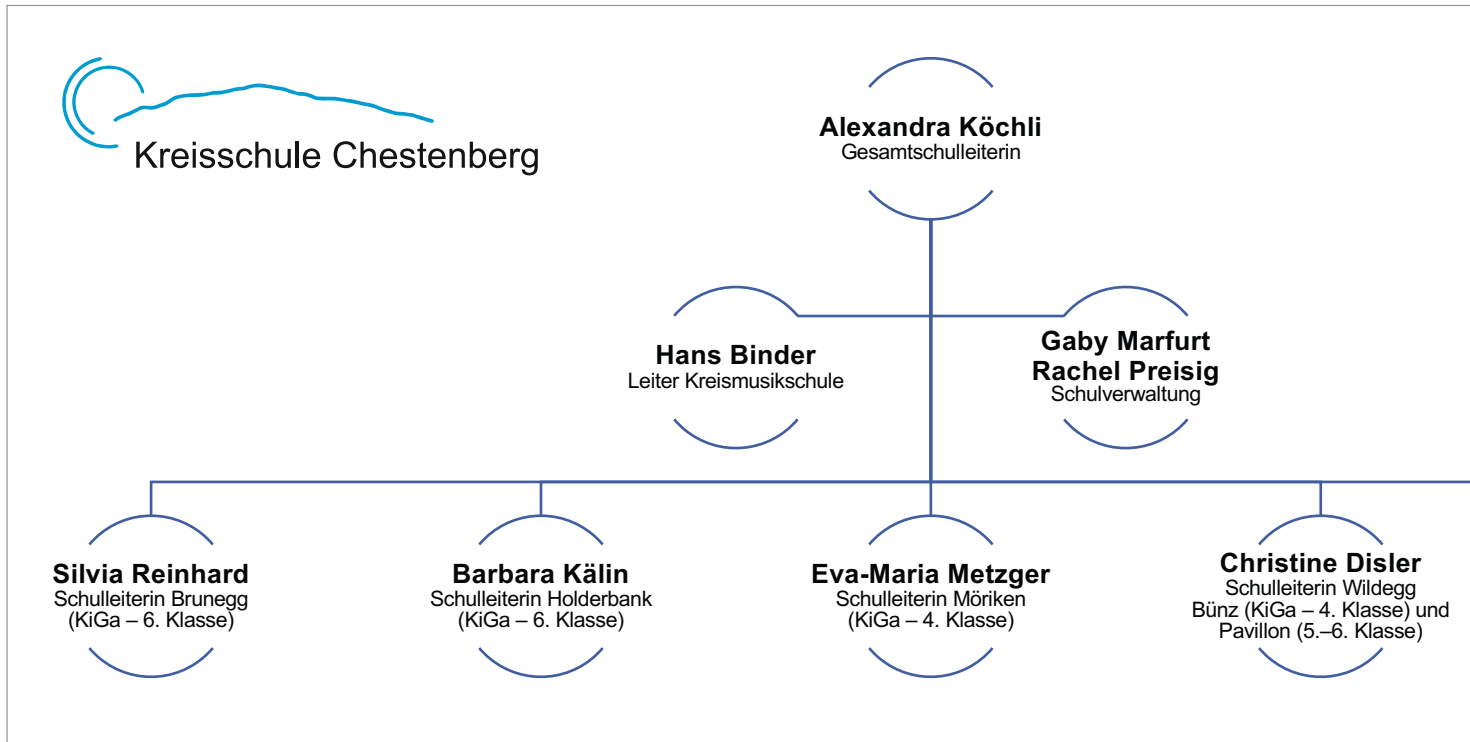 Kreisschule Chestenberg
Alexandra Köchli
Gesamtschulleiterin
Hans Binder
Leiter Kreismusikschule
Gaby Marfurt
Rachel Preisig
Schulverwaltung
Silvia Reinhard
Schulleiterin Brunegg
(KiGa – 6. Klasse)
Barbara Kälin
Schulleiterin Holderbank
(KiGa – 6. Klasse)
Eva-Maria Metzger
Schulleiterin Möriken
(KiGa – 4. Klasse)
Christine Disler
Schulleiterin Wildegg
Bünz (KiGa – 4. Klasse) und
Pavillon (5.–6. Klasse)